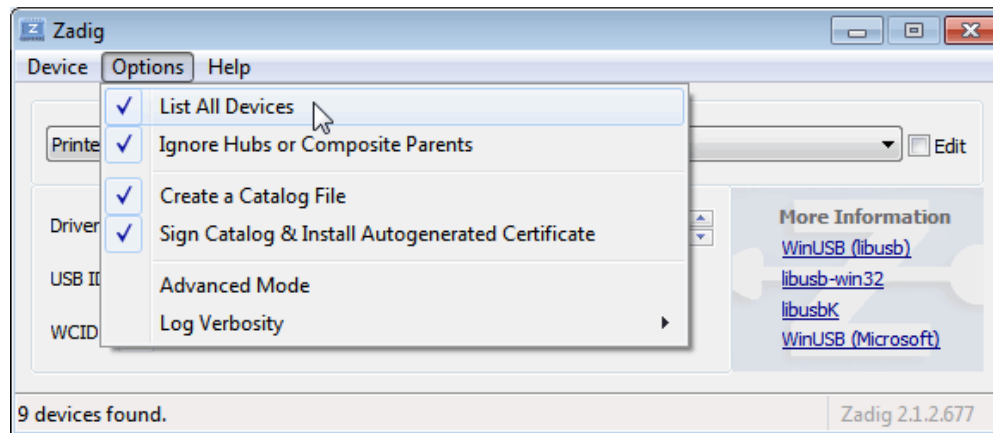 Zadig
Device Options Help
List All Devices
Ignore Hubs or Composite Parents
Create a Catalog File
Sign Catalog & Install Autogenerated Certificate
Advanced Mode
Log Verbosity
Edit
Driver
USB
WCID
More Information
WinUSB (libusb)
libusb-win32
libusbK
WinUSB (Microsoft)
9 devices found.
Zadig 2.1.2.677